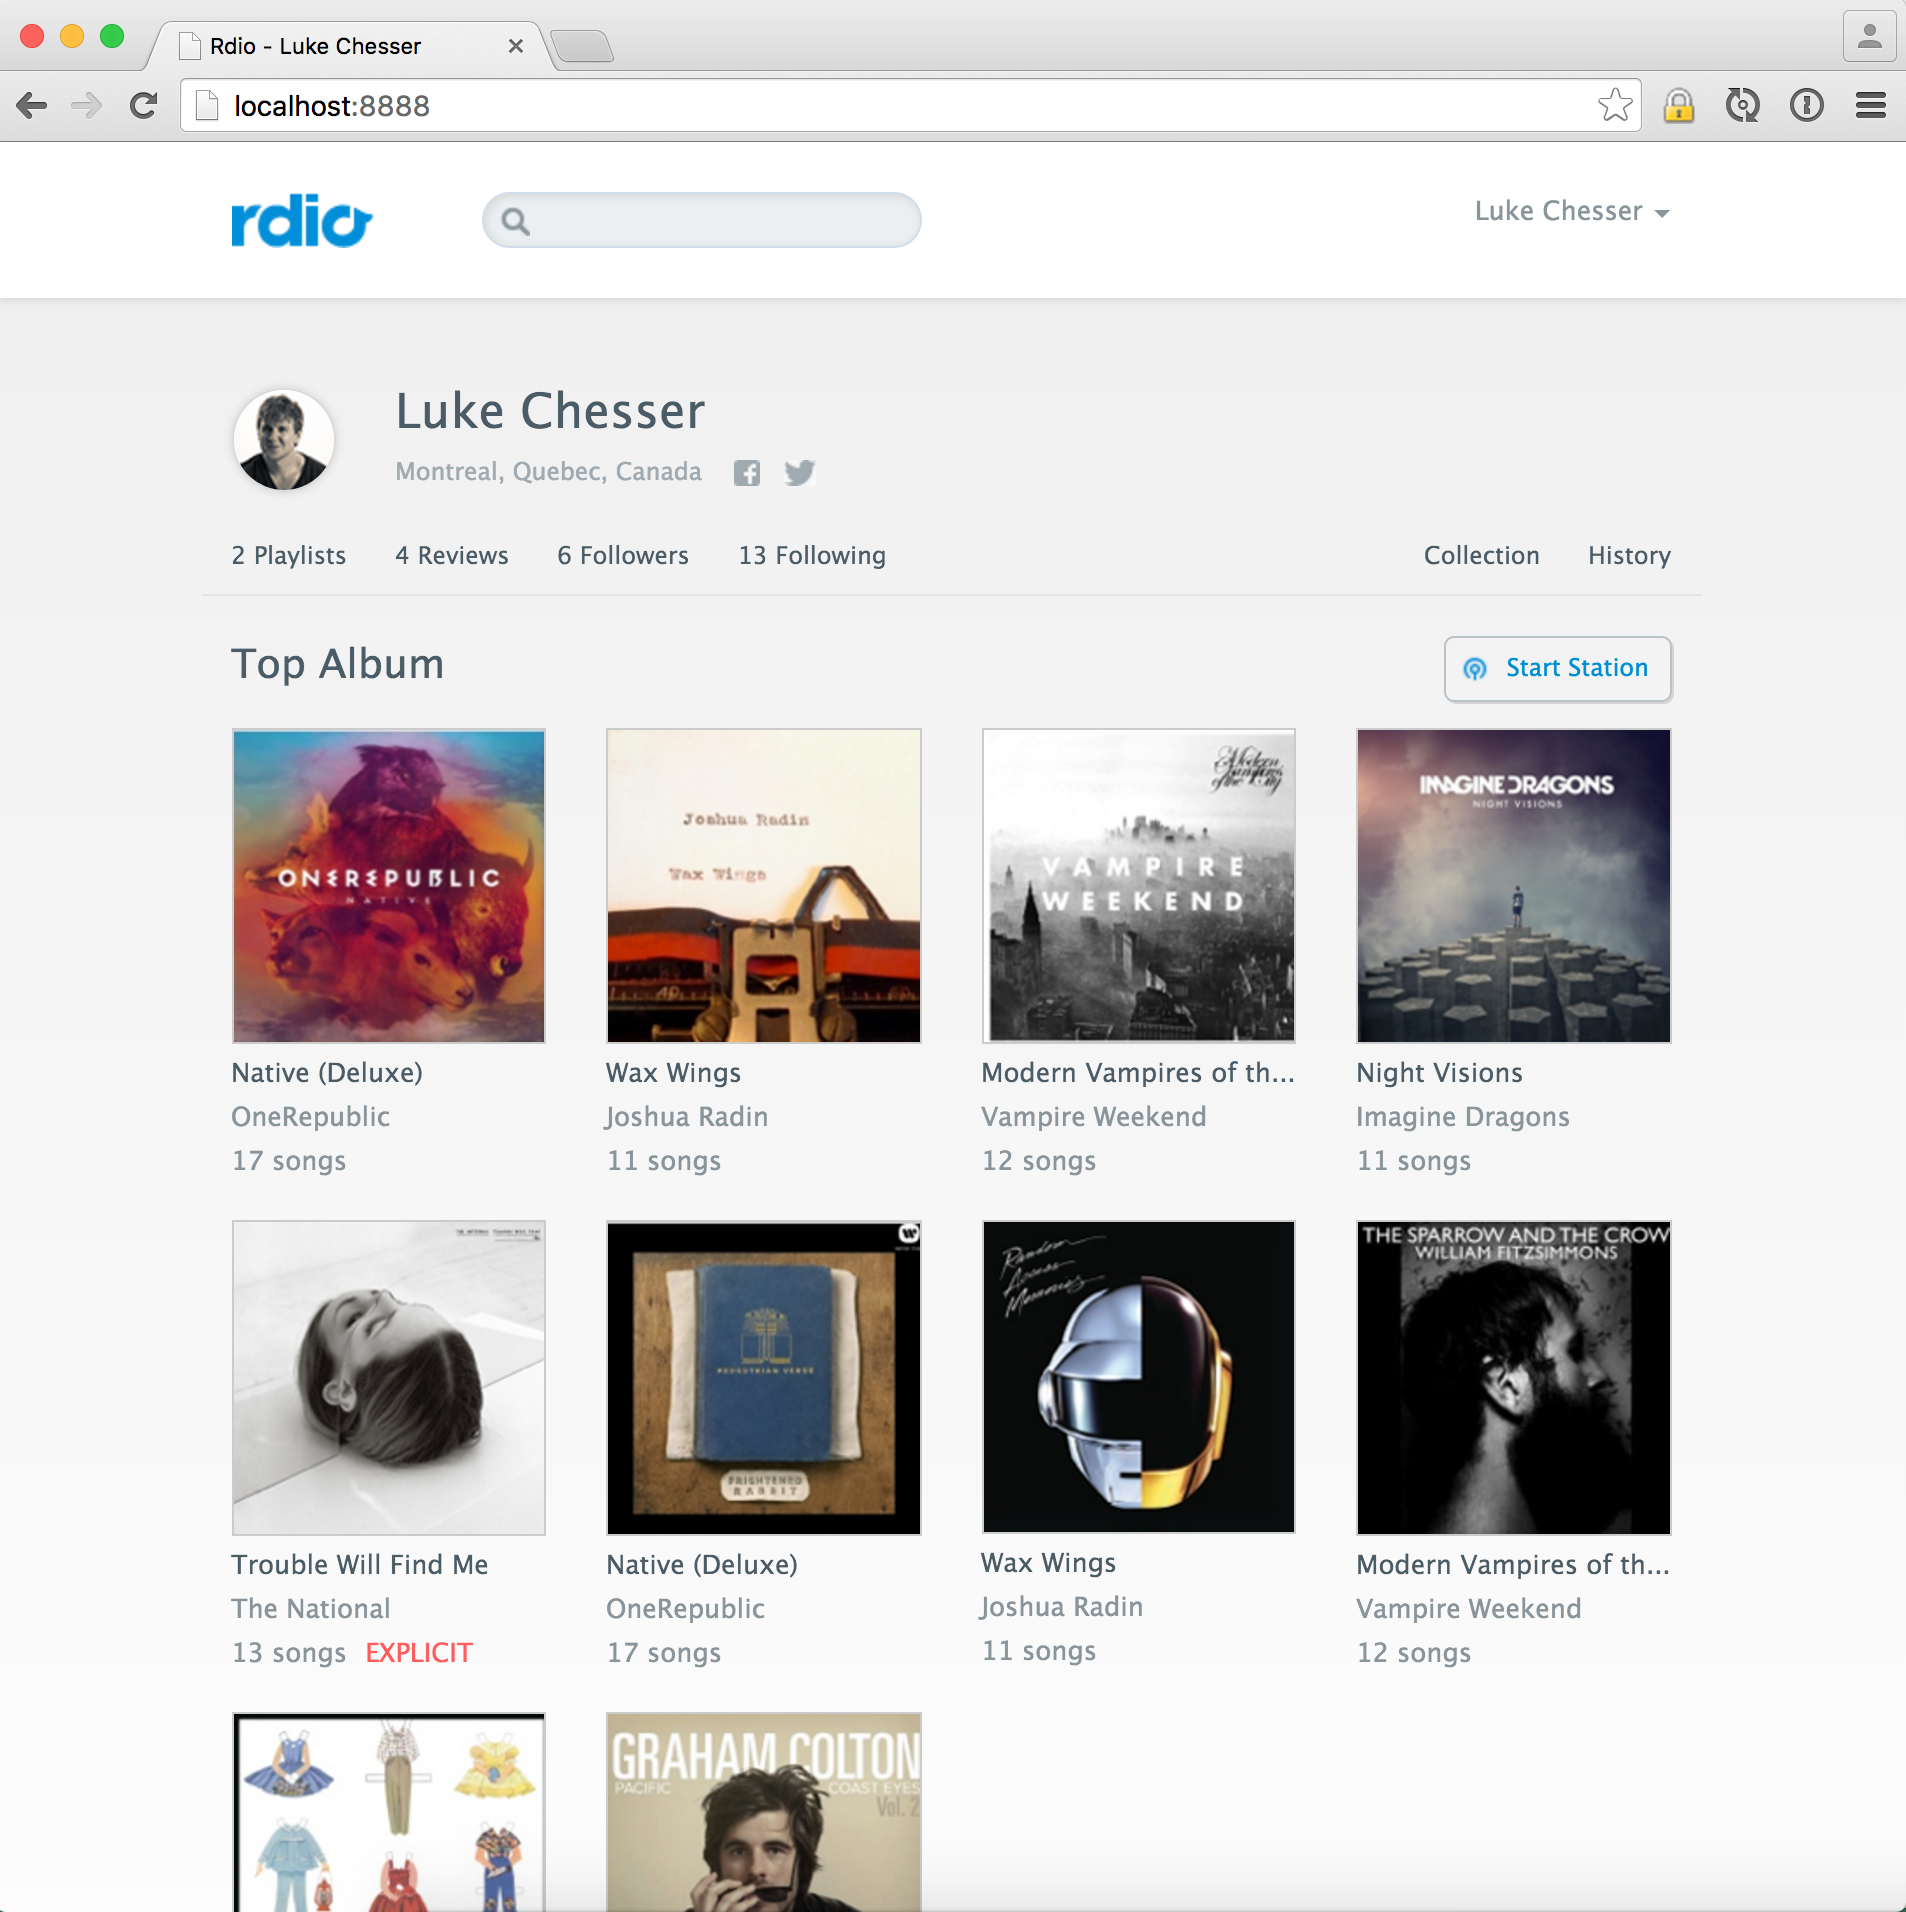 Rdio - Luke Chesser
localhost:8888
rdio
Luke Chesser
Luke Chesser
Montreal, Quebec, Canada
2 Playlists 4 Reviews 6 Followers 13 Following Collection History
Top Album
Start Station
ONEREPUBLIC
NATIVE
Joshua Radin
Wax Wings
Modern
Vampires
of the City
VAMPIRE
WEEKEND
IMAGINE DRAGONS
NIGHT VISIONS
Native (Deluxe)
OneRepublic
17 songs
Wax Wings
Joshua Radin
11 songs
Modern Vampires of th...
Vampire Weekend
12 songs
Night Visions
Imagine Dragons
11 songs
PEDESTRIAN VERSE
FRIGHTENED
RABBIT
Random
Access
Memories
THE SPARROW AND THE CROW
WILLIAM FITZSIMMONS
Trouble Will Find Me
The National
13 songs EXPLICIT
Native (Deluxe)
OneRepublic
17 songs
Wax Wings
Joshua Radin
11 songs
Modern Vampires of th...
Vampire Weekend
12 songs
GRAHAM COLTON
PACIFIC COAST EYES
Vol. 2